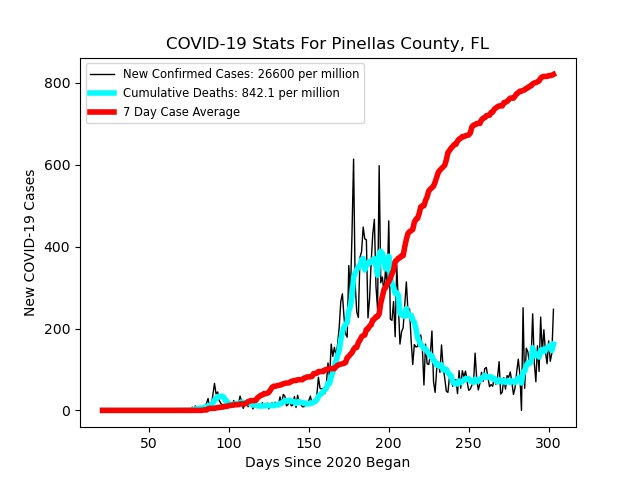 COVID-19 Stats For Pinellas County, FL
New Confirmed Cases: 26600 per million
Cumulative Deaths: 842.1 per million
7 Day Case Average
New COVID-19 Cases
800
600
400
200
0
50 100 150 200 250 300
Days Since 2020 Began